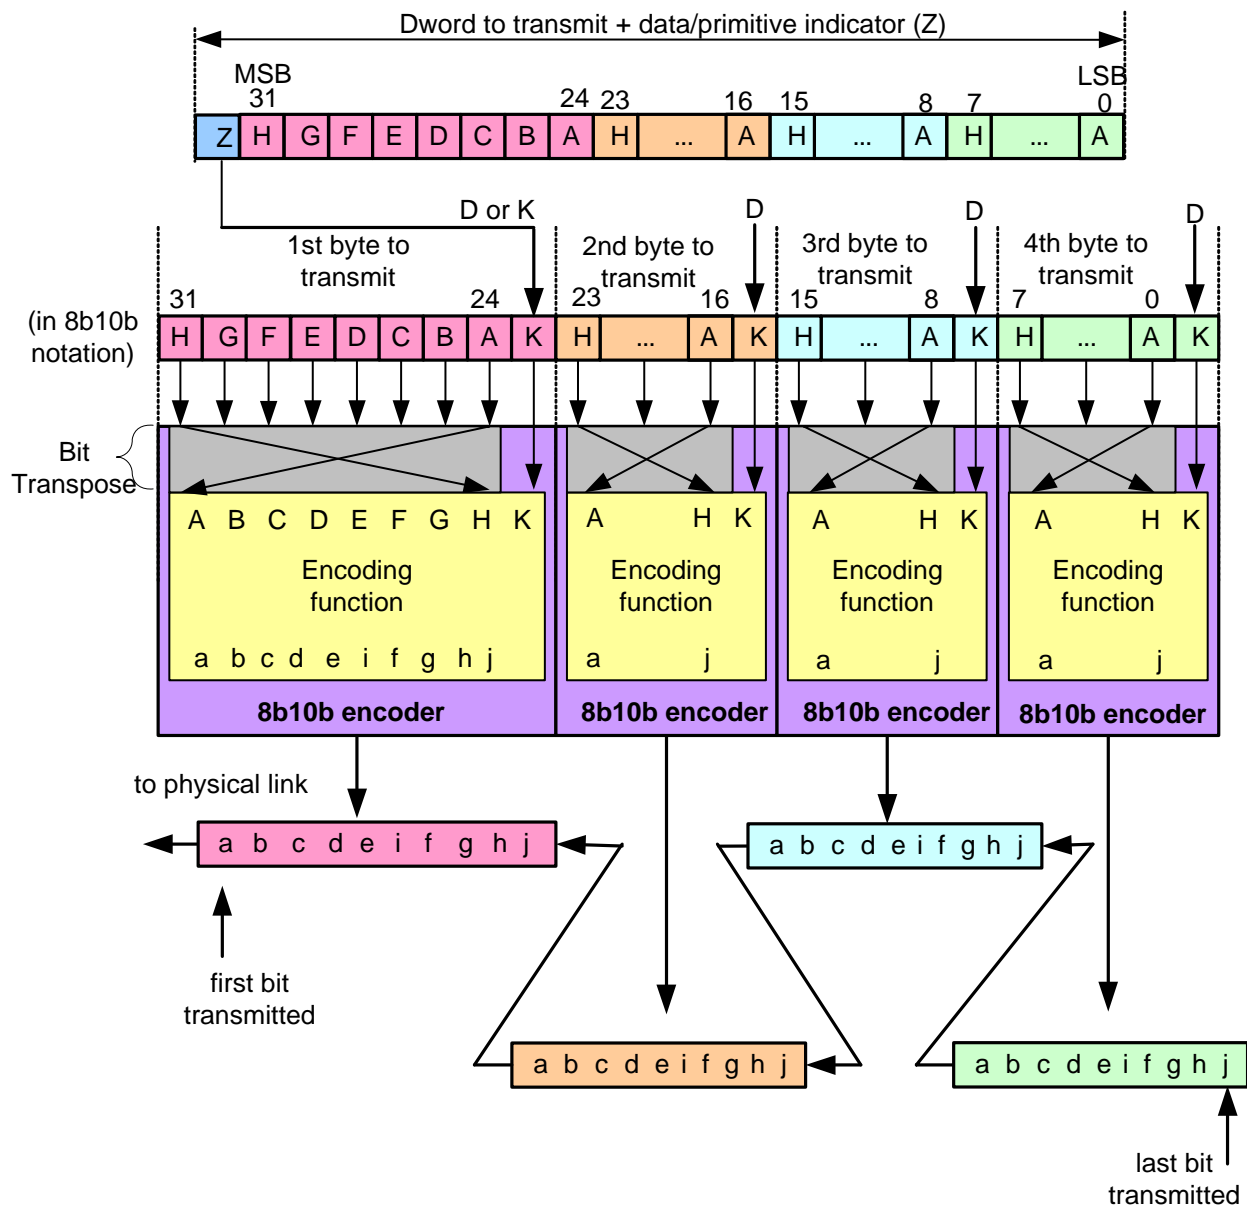 Dword to transmit + data/primitive indicator (Z)
MSB LSB
31 24 23 16 15 8 7 0
Z H G F E D C B A H ... A H ... A H ... A
D or K D D D
1st byte to transmit
2nd byte to transmit
3rd byte to transmit
4th byte to transmit
31 24 23 16 15 8 7 0
(in 8b10b notation)
H G F E D C B A K H ... A K H ... A K H ... A K
Bit Transpose
A B C D E F G H K A H K A H K A H K
Encoding function
Encoding function
Encoding function
Encoding function
a b c d e i f g h j a j a j a j
8b10b encoder 8b10b encoder 8b10b encoder 8b10b encoder
to physical link
a b c d e i f g h j
a b c d e i f g h j
first bit transmitted
a b c d e i f g h j
a b c d e i f g h j
last bit transmitted